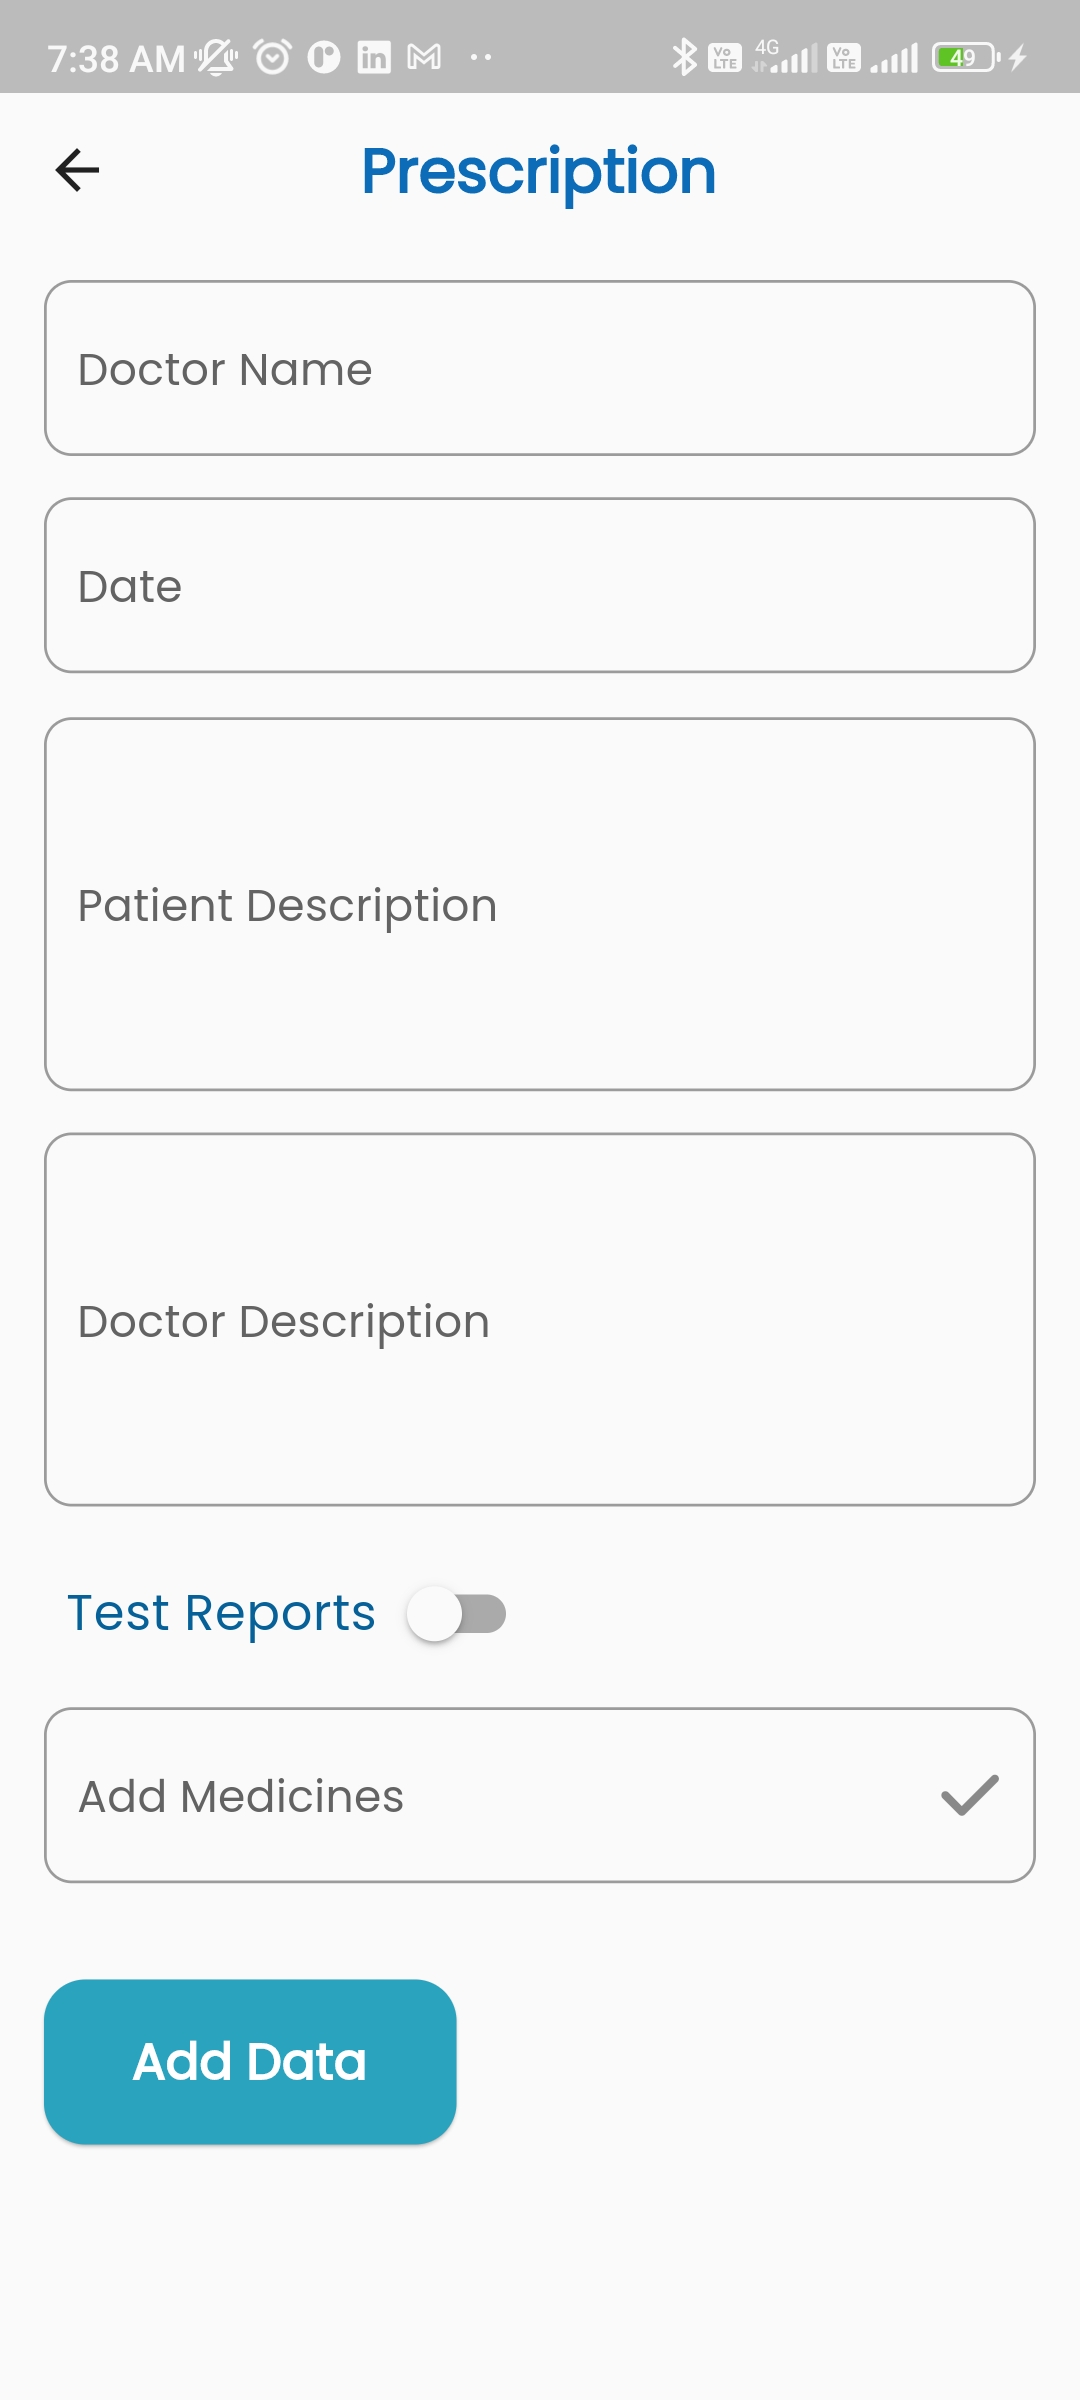 7:38 AM
Vo LTE
4G
Vo LTE
49
Prescription
Doctor Name
Date
Patient Description
Doctor Description
Test Reports
Add Medicines
Add Data